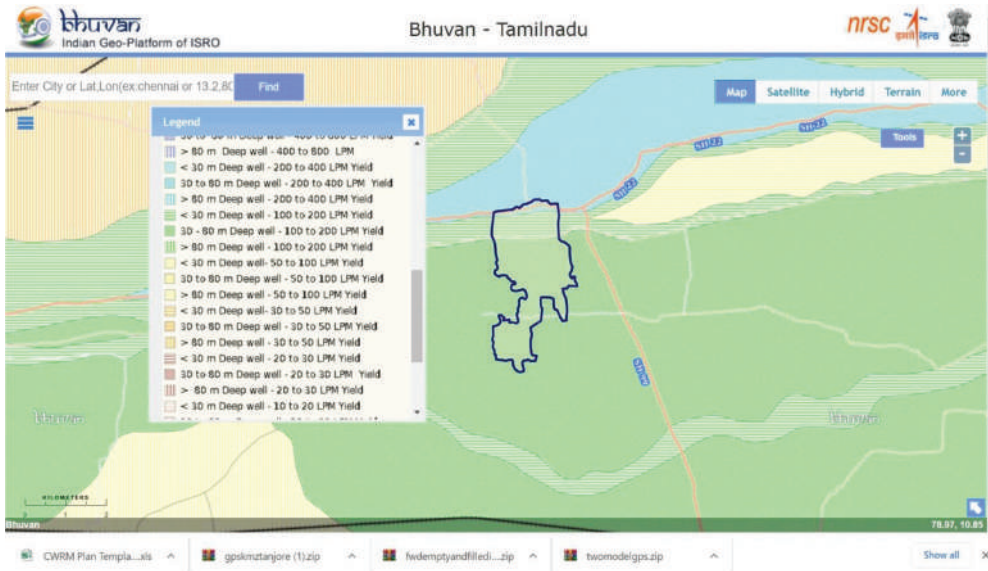 bhuvan
Indian Geo-Platform of ISRO
Bhuvan - Tamilnadu
nrsc
Enter City or Lat,Lon(ex:chennai or 13.2,80
Find
Map
Satellite
Hybrid
Terrain
More
Tools
+
-
Legend
> 80 m Deep well - 400 to 800 LPM
< 30 m Deep well - 200 to 400 LPM Yield
30 to 80 m Deep well - 200 to 400 LPM Yield
> 80 m Deep well - 200 to 400 LPM Yield
< 30 m Deep well - 100 to 200 LPM Yield
30 - 80 m Deep well - 100 to 200 LPM Yield
> 80 m Deep well - 100 to 200 LPM Yield
< 30 m Deep well- 50 to 100 LPM Yield
30 to 80 m Deep well - 50 to 100 LPM Yield
> 80 m Deep well - 50 to 100 LPM Yield
< 30 m Deep well- 30 to 50 LPM Yield
30 to 80 m Deep well - 30 to 50 LPM Yield
> 80 m Deep well - 30 to 50 LPM Yield
< 30 m Deep well - 20 to 30 LPM Yield
30 to 80 m Deep well - 20 to 30 LPM Yield
> 80 m Deep well - 20 to 30 LPM Yield
< 30 m Deep well - 10 to 20 LPM Yield
SH-22
SH-22
SH-22
SH-99
bhuvan
bhuvan
KILOMETERS
Bhuvan
78.97, 10.85
CWRM Plan Templa....xls
gpskmztanjore (1).zip
fwdemptyandfilledi....zip
twomodelgps.zip
Show all